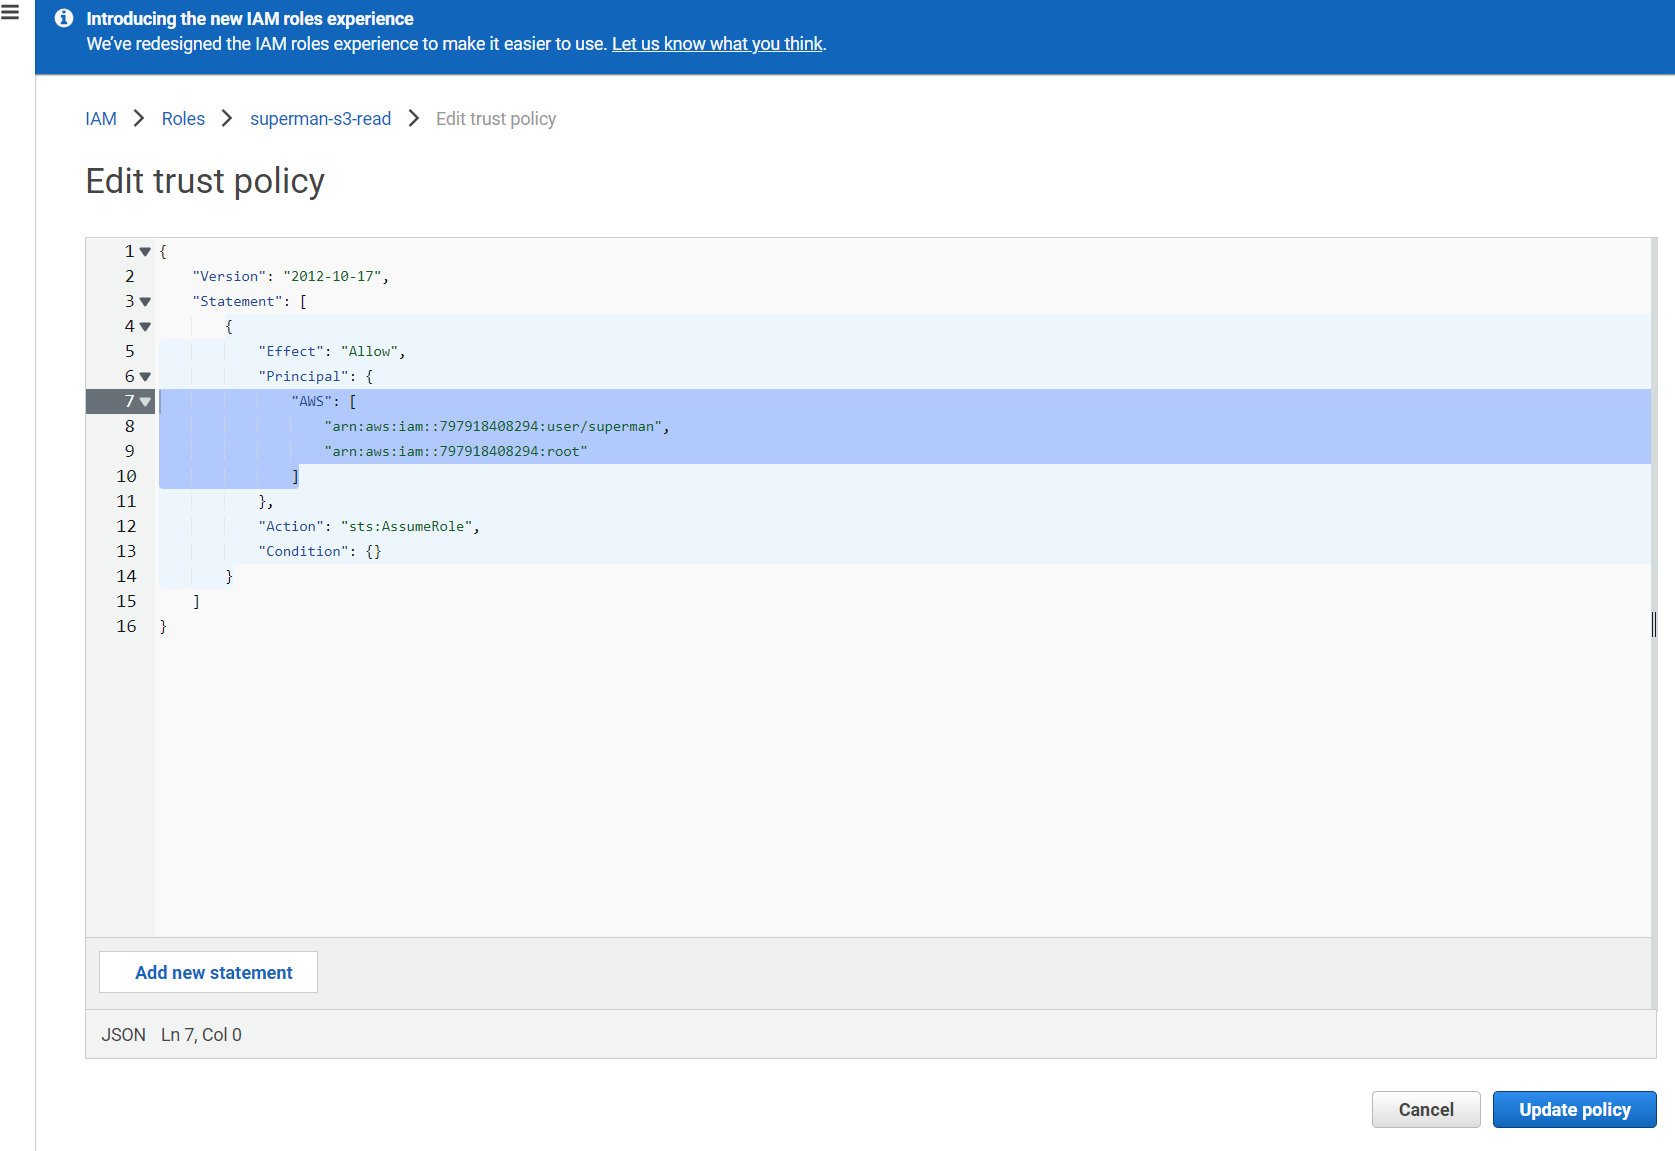 Introducing the new IAM roles experience
We've redesigned the IAM roles experience to make it easier to use. Let us know what you think.
IAM > Roles > superman-s3-read > Edit trust policy
Edit trust policy
1 {
2 "Version": "2012-10-17",
3 "Statement": [
4 {
5 "Effect": "Allow",
6 "Principal": {
7 "AWS": [
8 "arn:aws:iam::797918408294:user/superman",
9 "arn:aws:iam::797918408294:root"
10 ]
11 },
12 "Action": "sts:AssumeRole",
13 "Condition": {}
14 }
15 ]
16 }
Add new statement
JSON Ln 7, Col 0
Cancel Update policy